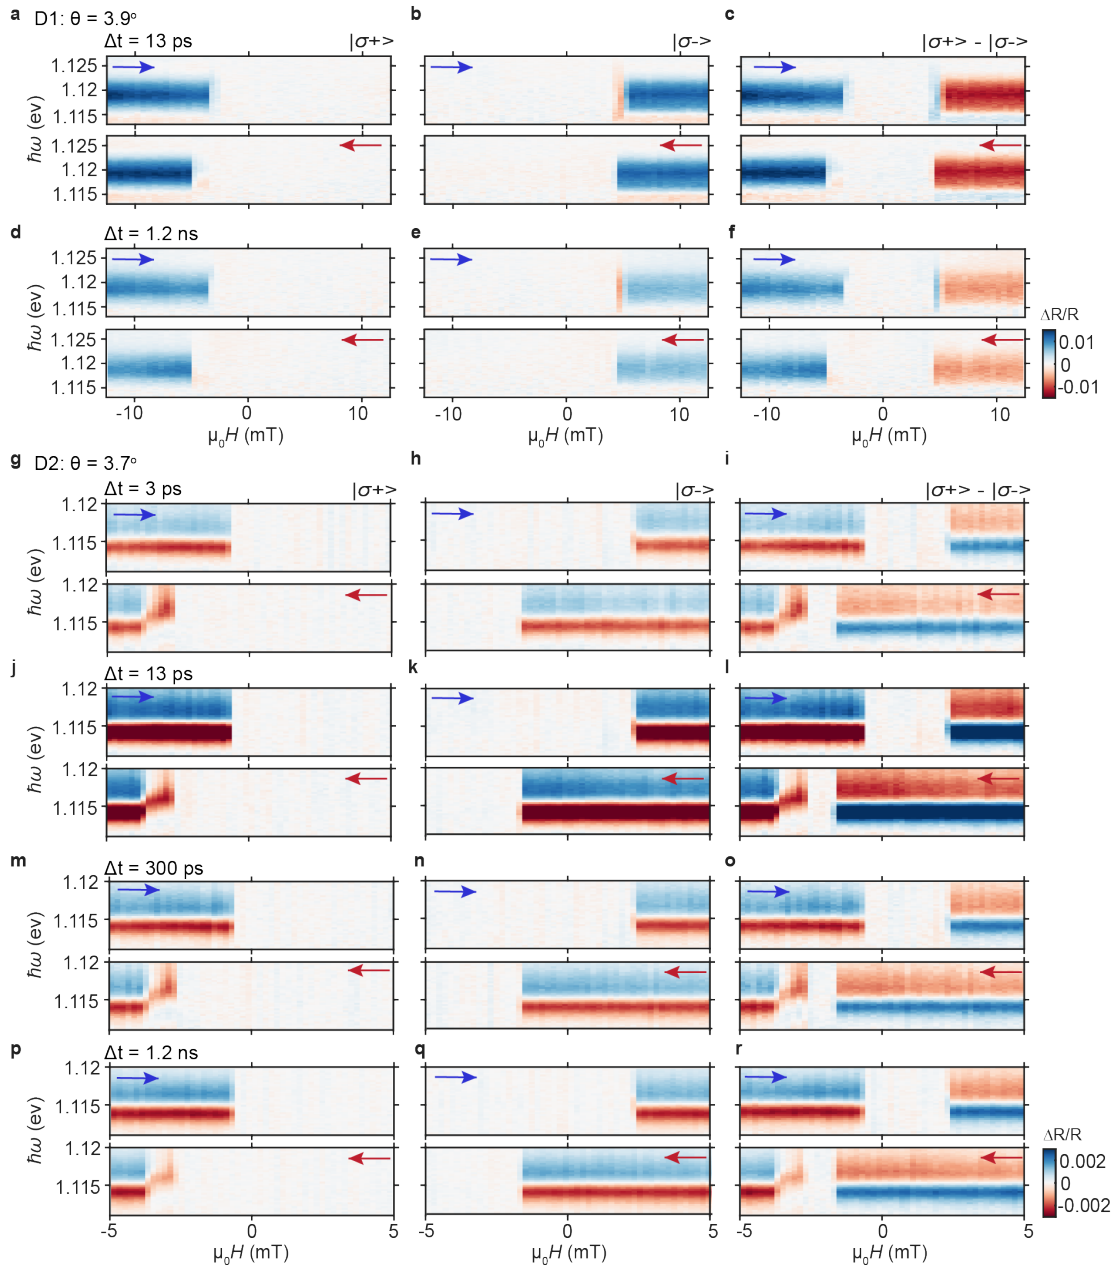 a D1: θ = 3.9° b c
Δt = 13 ps |σ+> |σ-> |σ+> - |σ->
1.125
1.12
1.115
ħω (ev)
1.125
1.12
1.115
d Δt = 1.2 ns e f
1.125
1.12
1.115
ħω (ev)
1.125
1.12
1.115
ΔR/R
0.01
0
-0.01
-10 0 10 -10 0 10 -10 0 10
μ₀H (mT) μ₀H (mT) μ₀H (mT)
g D2: θ = 3.7° h i
Δt = 3 ps |σ+> |σ-> |σ+> - |σ->
1.12
1.115
ħω (ev)
1.12
1.115
j Δt = 13 ps k l
1.12
1.115
ħω (ev)
1.12
1.115
m Δt = 300 ps n o
1.12
1.115
ħω (ev)
1.12
1.115
p Δt = 1.2 ns q r
1.12
1.115
ħω (ev)
1.12
1.115
ΔR/R
0.002
0
-0.002
-5 0 5 0 5 -5 0 5
μ₀H (mT) μ₀H (mT) μ₀H (mT)